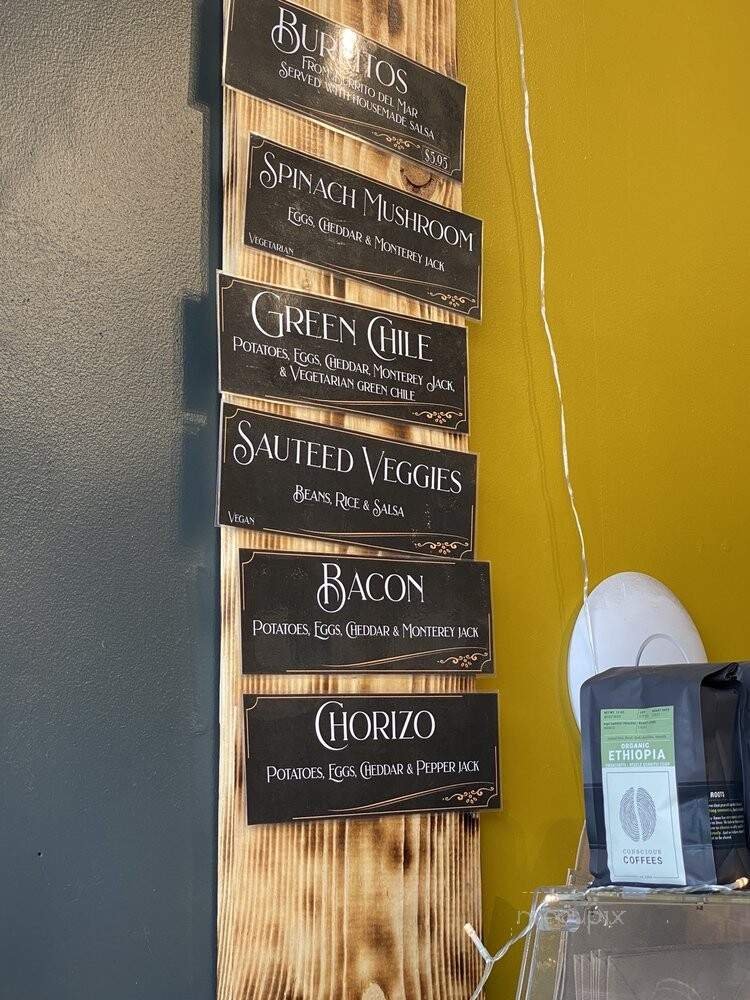 Burritos
From Burrito del Mar
Served with housemade salsa
$5.95
Spinach Mushroom
Eggs, Cheddar & Monterey Jack
Vegetarian
Green Chile
Potatoes, Eggs, Cheddar, Monterey Jack,
& Vegetarian green chile
Sauteed Veggies
Beans, Rice & Salsa
Vegan
Bacon
Potatoes, Eggs, Cheddar & Monterey Jack
Chorizo
Potatoes, Eggs, Cheddar & Pepper Jack
ORGANIC
ETHIOPIA
CONSCIOUS
COFFEES
ROOTS